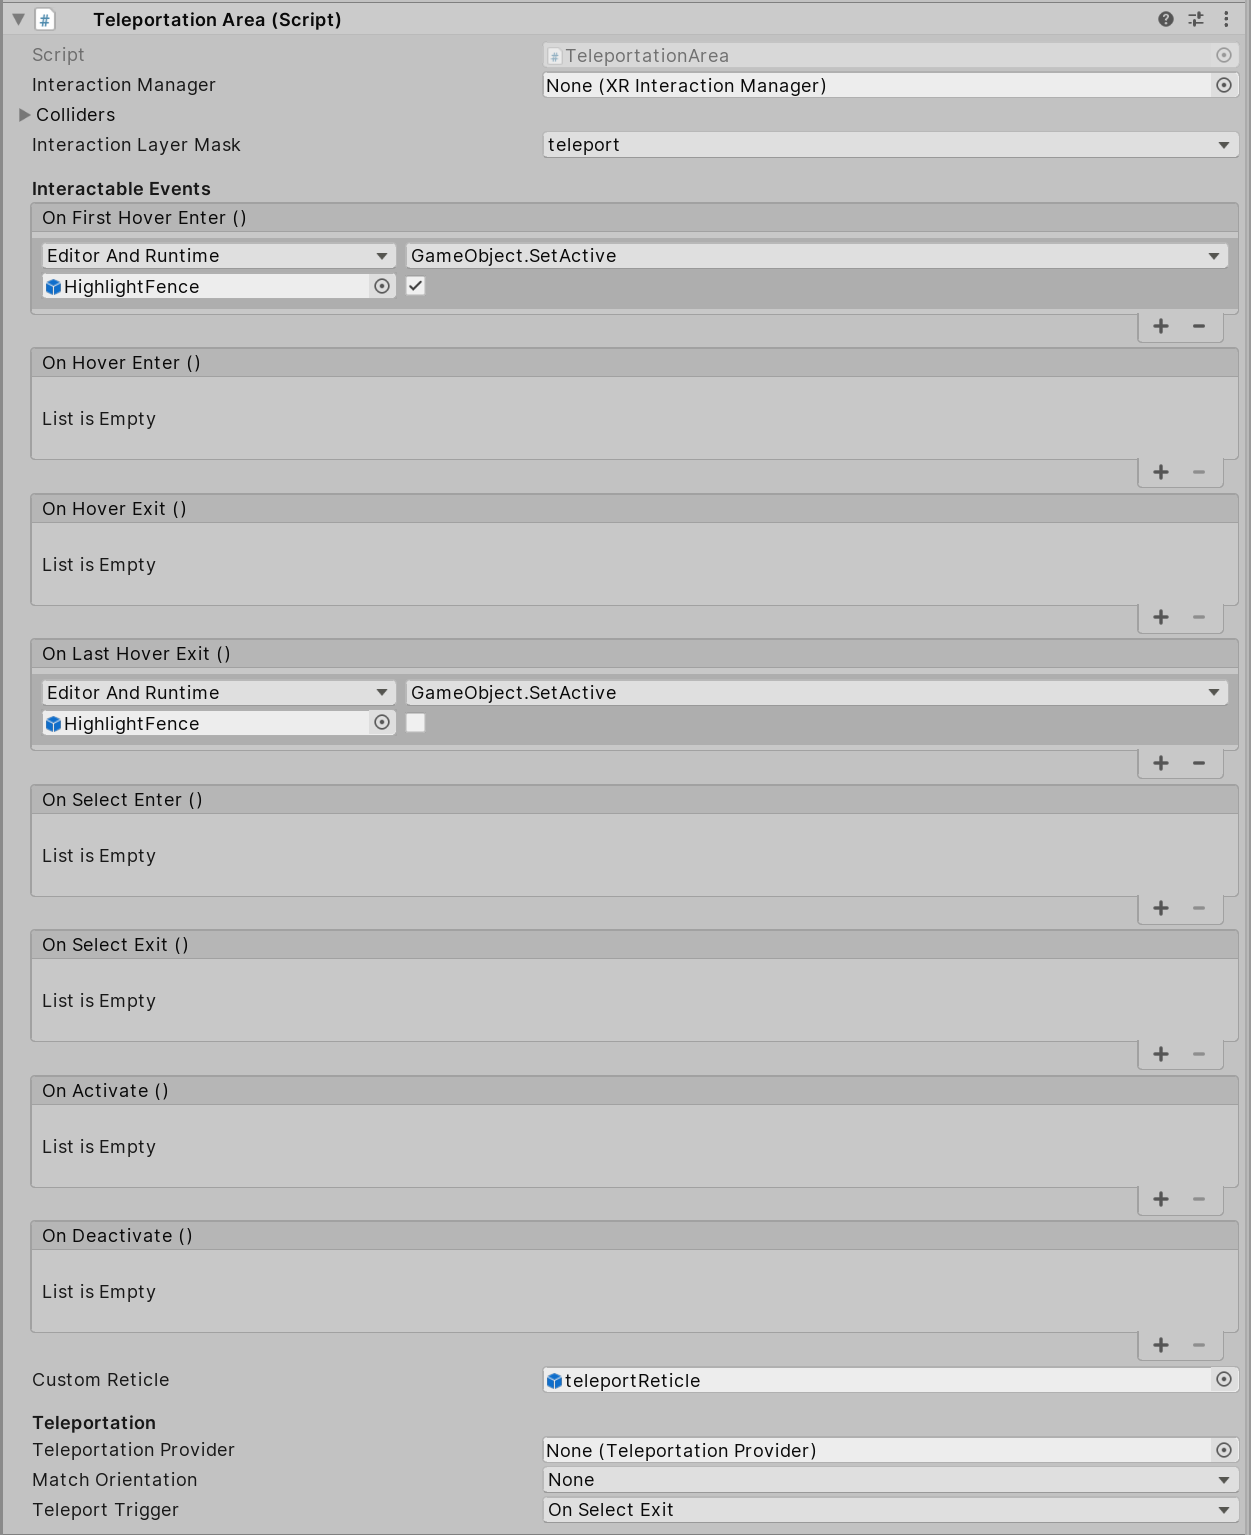 Teleportation Area (Script)
Script
TeleportationArea
Interaction Manager
None (XR Interaction Manager)
Colliders
Interaction Layer Mask
teleport
Interactable Events
On First Hover Enter ()
Editor And Runtime
GameObject.SetActive
HighlightFence
On Hover Enter ()
List is Empty
On Hover Exit ()
List is Empty
On Last Hover Exit ()
Editor And Runtime
GameObject.SetActive
HighlightFence
On Select Enter ()
List is Empty
On Select Exit ()
List is Empty
On Activate ()
List is Empty
On Deactivate ()
List is Empty
Custom Reticle
teleportReticle
Teleportation
Teleportation Provider
None (Teleportation Provider)
Match Orientation
None
Teleport Trigger
On Select Exit